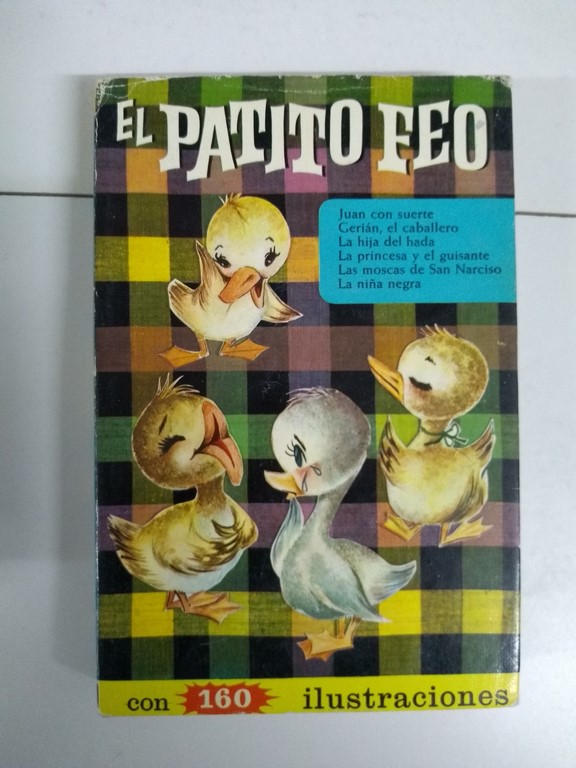 EL PATITO FEO
Juan con suerte
Gerián, el caballero
La hija del hada
La princesa y el guisante
Las moscas de San Narciso
La niña negra
con 160 ilustraciones